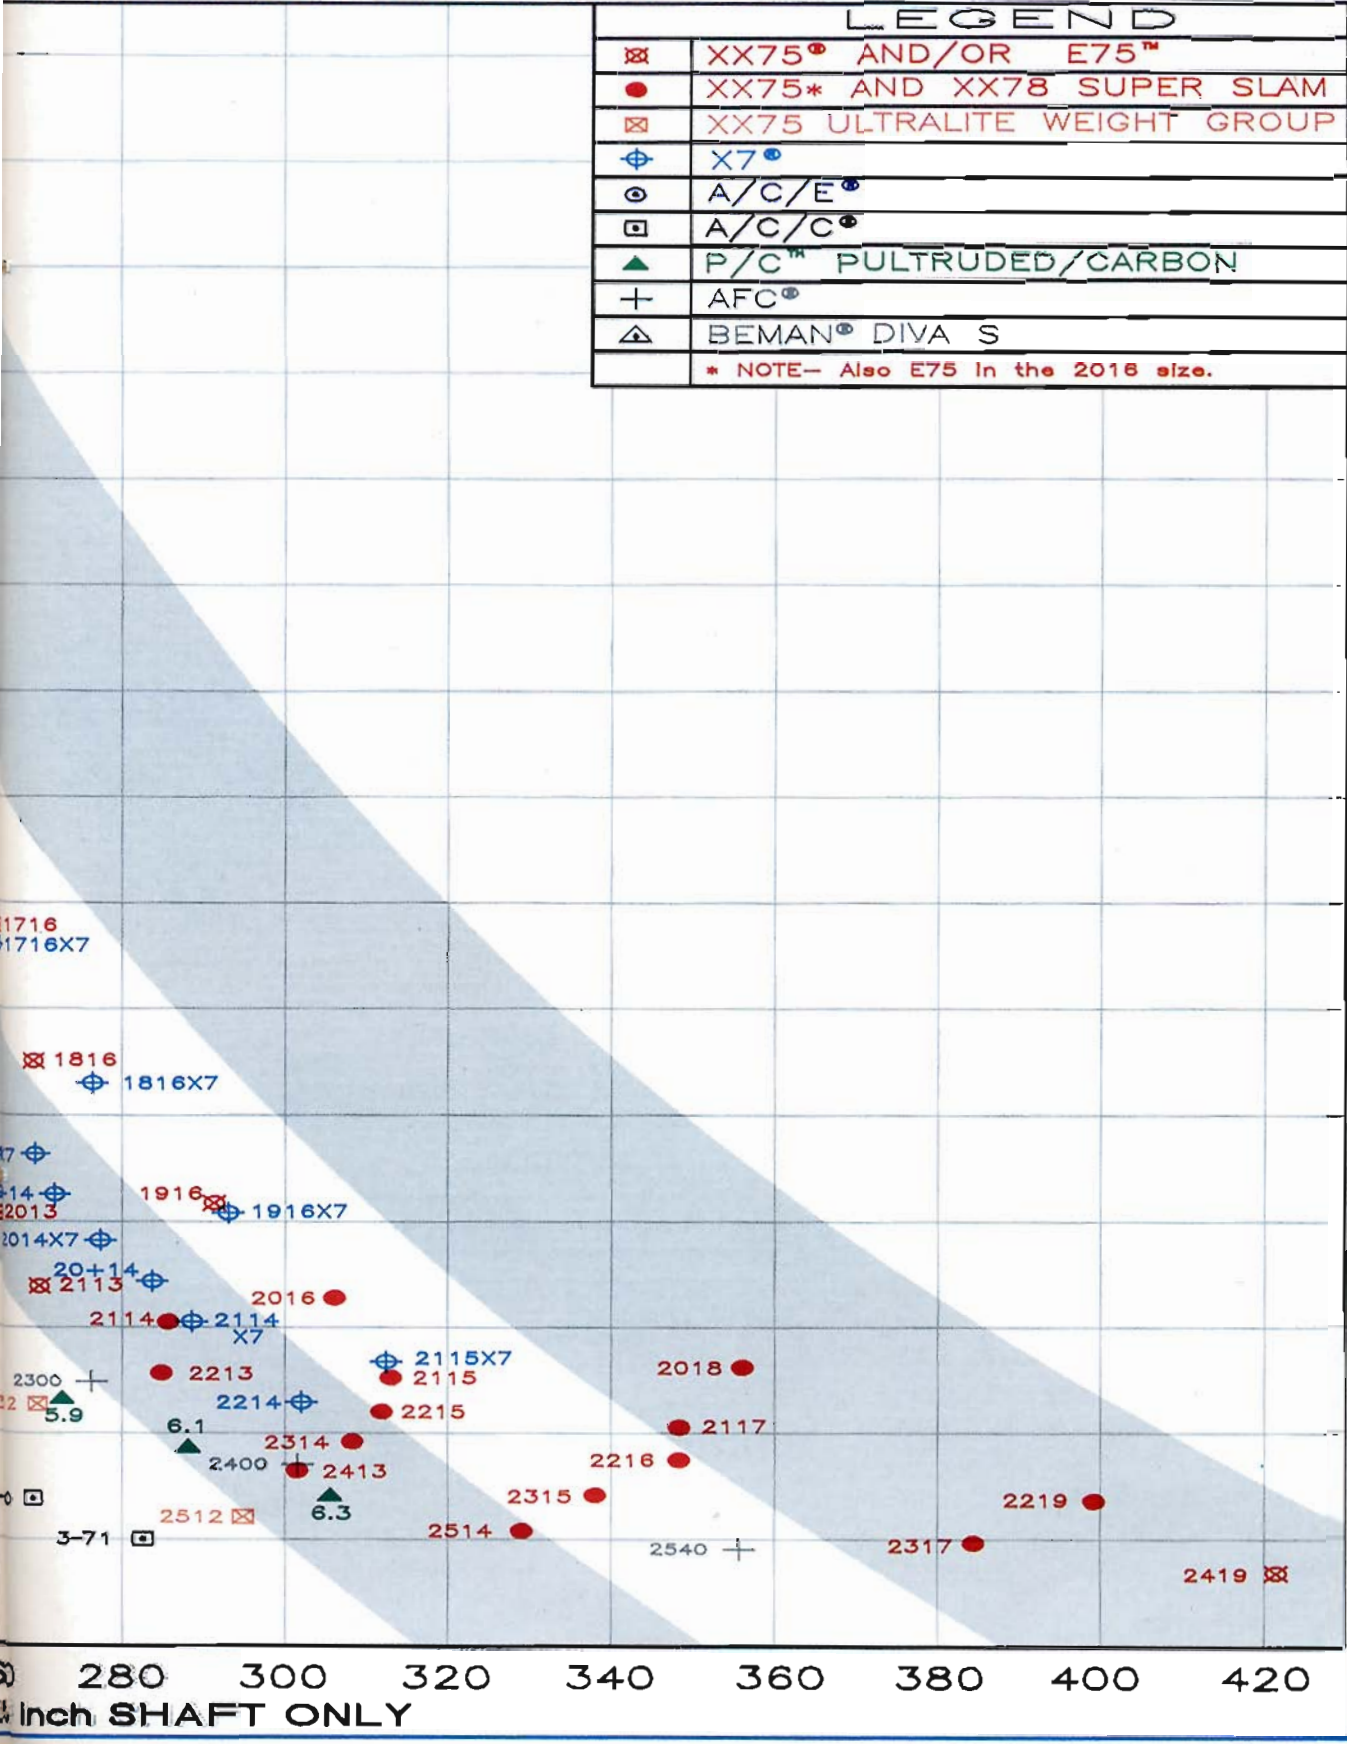 LEGEND
XX75® AND/OR E75™
XX75* AND XX78 SUPER SLAM
XX75 ULTRALITE WEIGHT GROUP
X7®
A/C/E®
A/C/C®
P/C™ PULTRUDED/CARBON
AFC®
BEMAN® DIVA S
* NOTE— Also E75 in the 2016 size.
1716
1716X7
1816
1816X7
1916
1916X7
2013
2014X7
20+14
2113
2016
2114
2114
X7
2115X7
2018
2300
2213
2115
5.9
2214
2215
6.1
2117
2314
2400
2413
2216
2315
6.3
2219
2512
2514
3-71
2540
2317
2419
280 300 320 340 360 380 400 420
inch SHAFT ONLY